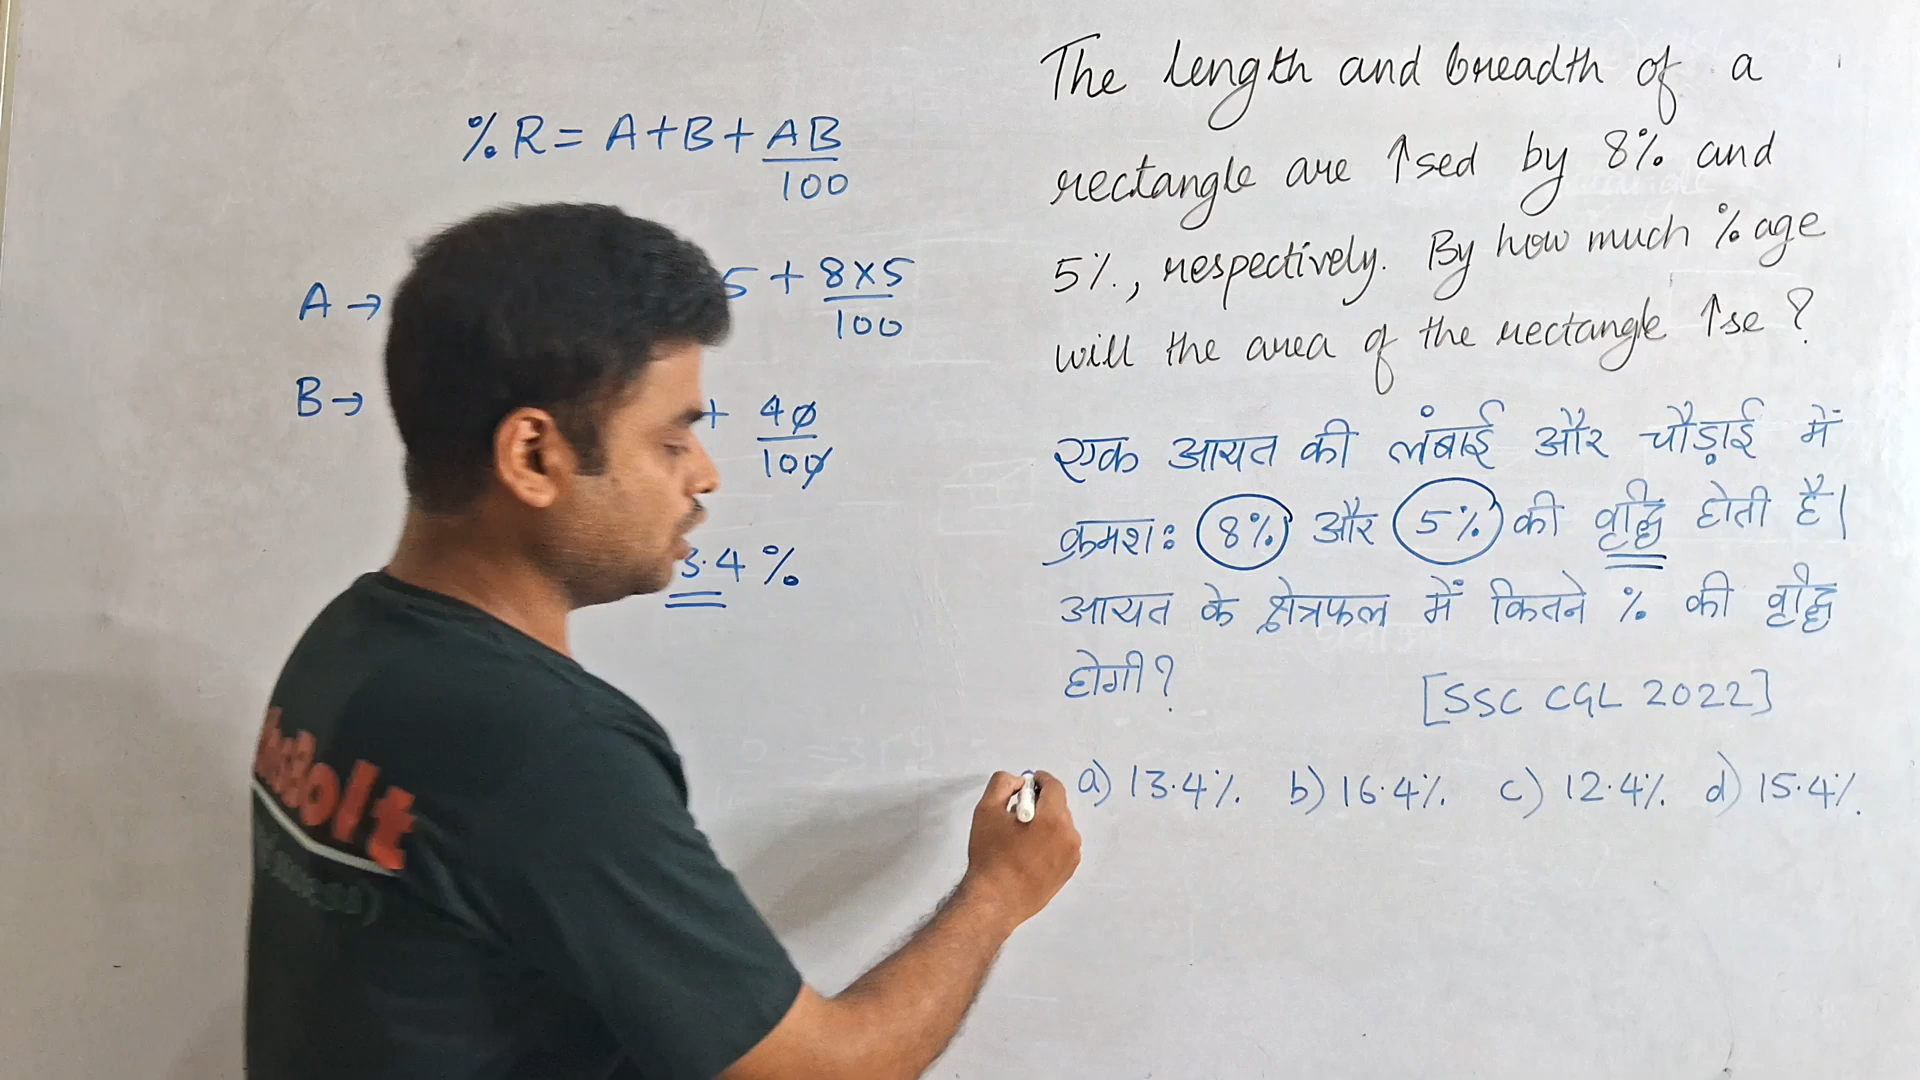 % R = A + B + AB
100
A →
5 + 8×5
100
B →
+ 40
100
3.4 %
The length and breadth of a
rectangle are ↑sed by 8% and
5%, respectively. By how much %age
will the area of the rectangle ↑se ?
एक आयत की लंबाई और चौड़ाई में
क्रमशः 8% और 5% की वृद्धि होती है।
आयत के क्षेत्रफल में कितने % की वृद्धि
होगी?
[SSC CGL 2022]
a) 13.4%. b) 16.4%. c) 12.4%. d) 15.4%.